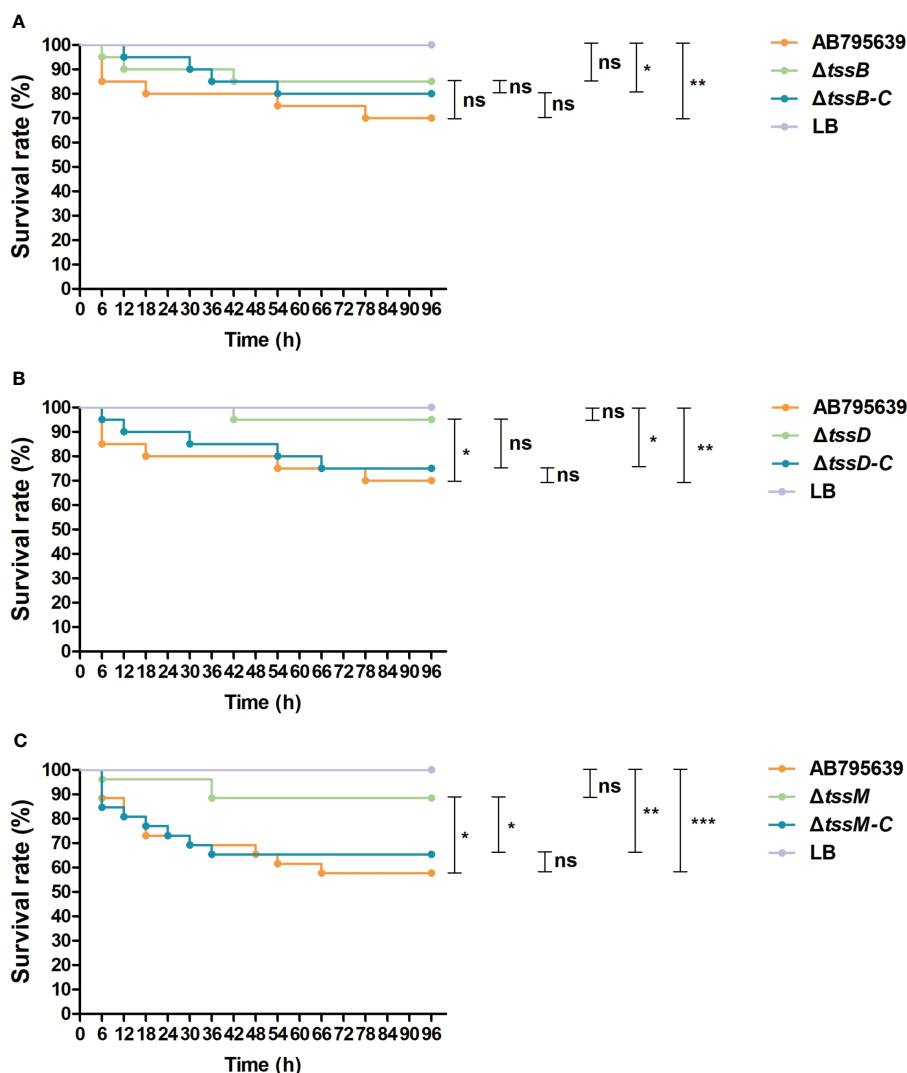 A
Survival rate (%)
100
90
80
70
60
50
40
30
20
10
0
0 6 12 18 24 30 36 42 48 54 60 66 72 78 84 90 96
Time (h)
ns
ns
ns
ns
*
**
AB795639
ΔtssB
ΔtssB-C
LB
B
Survival rate (%)
100
90
80
70
60
50
40
30
20
10
0
0 6 12 18 24 30 36 42 48 54 60 66 72 78 84 90 96
Time (h)
*
ns
ns
ns
*
**
AB795639
ΔtssD
ΔtssD-C
LB
C
Survival rate (%)
100
90
80
70
60
50
40
30
20
10
0
0 6 12 18 24 30 36 42 48 54 60 66 72 78 84 90 96
Time (h)
*
*
ns
ns
**
***
AB795639
ΔtssM
ΔtssM-C
LB